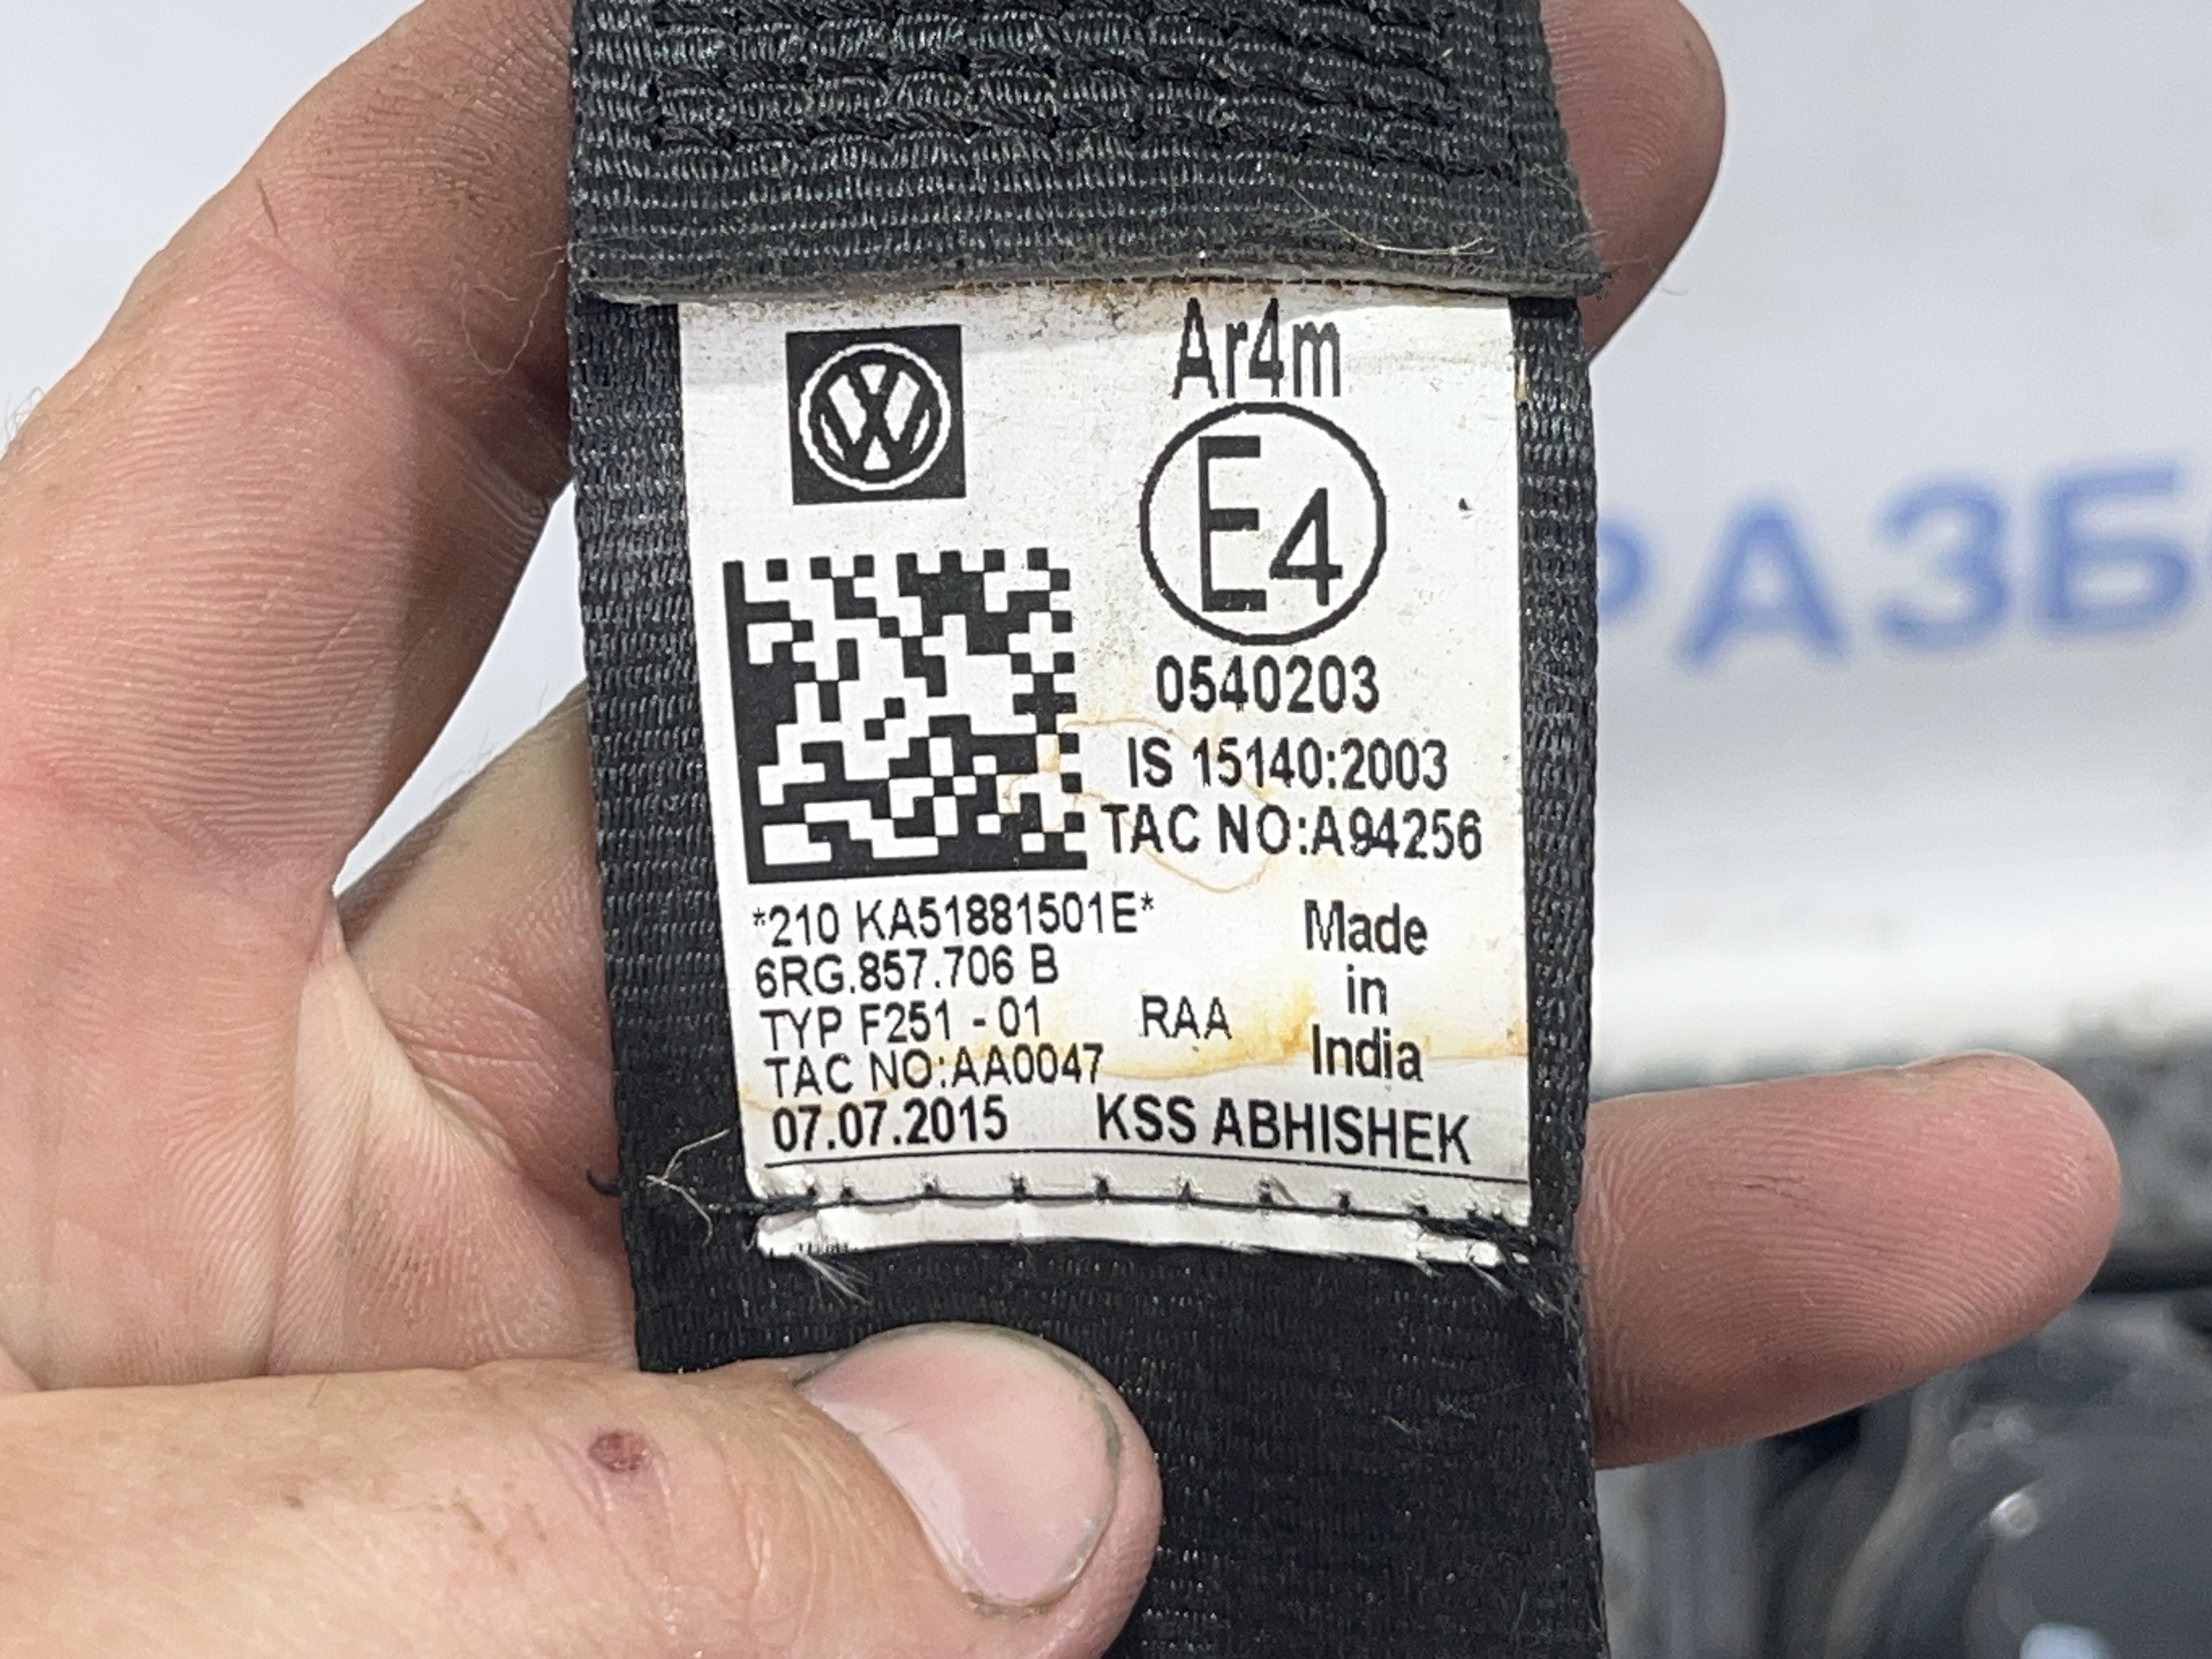 Ar4m
E4
0540203
IS 15140:2003
TAC NO:A94256
*210 KA51881501E*
6RG.857.706 B
TYP F251 - 01 RAA
TAC NO:AA0047
Made
in
India
07.07.2015 KSS ABHISHEK
РАЗБ